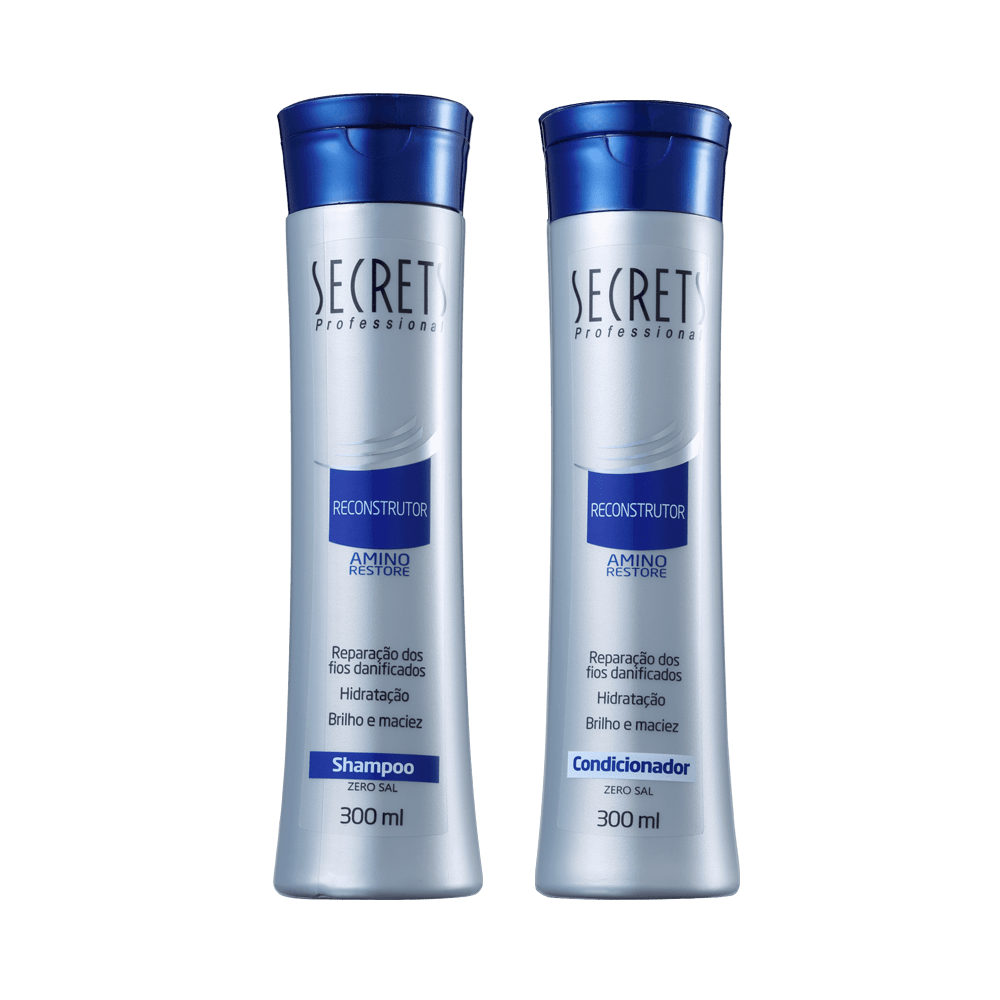 SECRETS
Professional
RECONSTRUTOR
AMINO
RESTORE
Reparação dos
fios danificados
Hidratação
Brilho e maciez
Shampoo
ZERO SAL
300 ml
SECRETS
Professional
RECONSTRUTOR
AMINO
RESTORE
Reparação dos
fios danificados
Hidratação
Brilho e maciez
Condicionador
ZERO SAL
300 ml